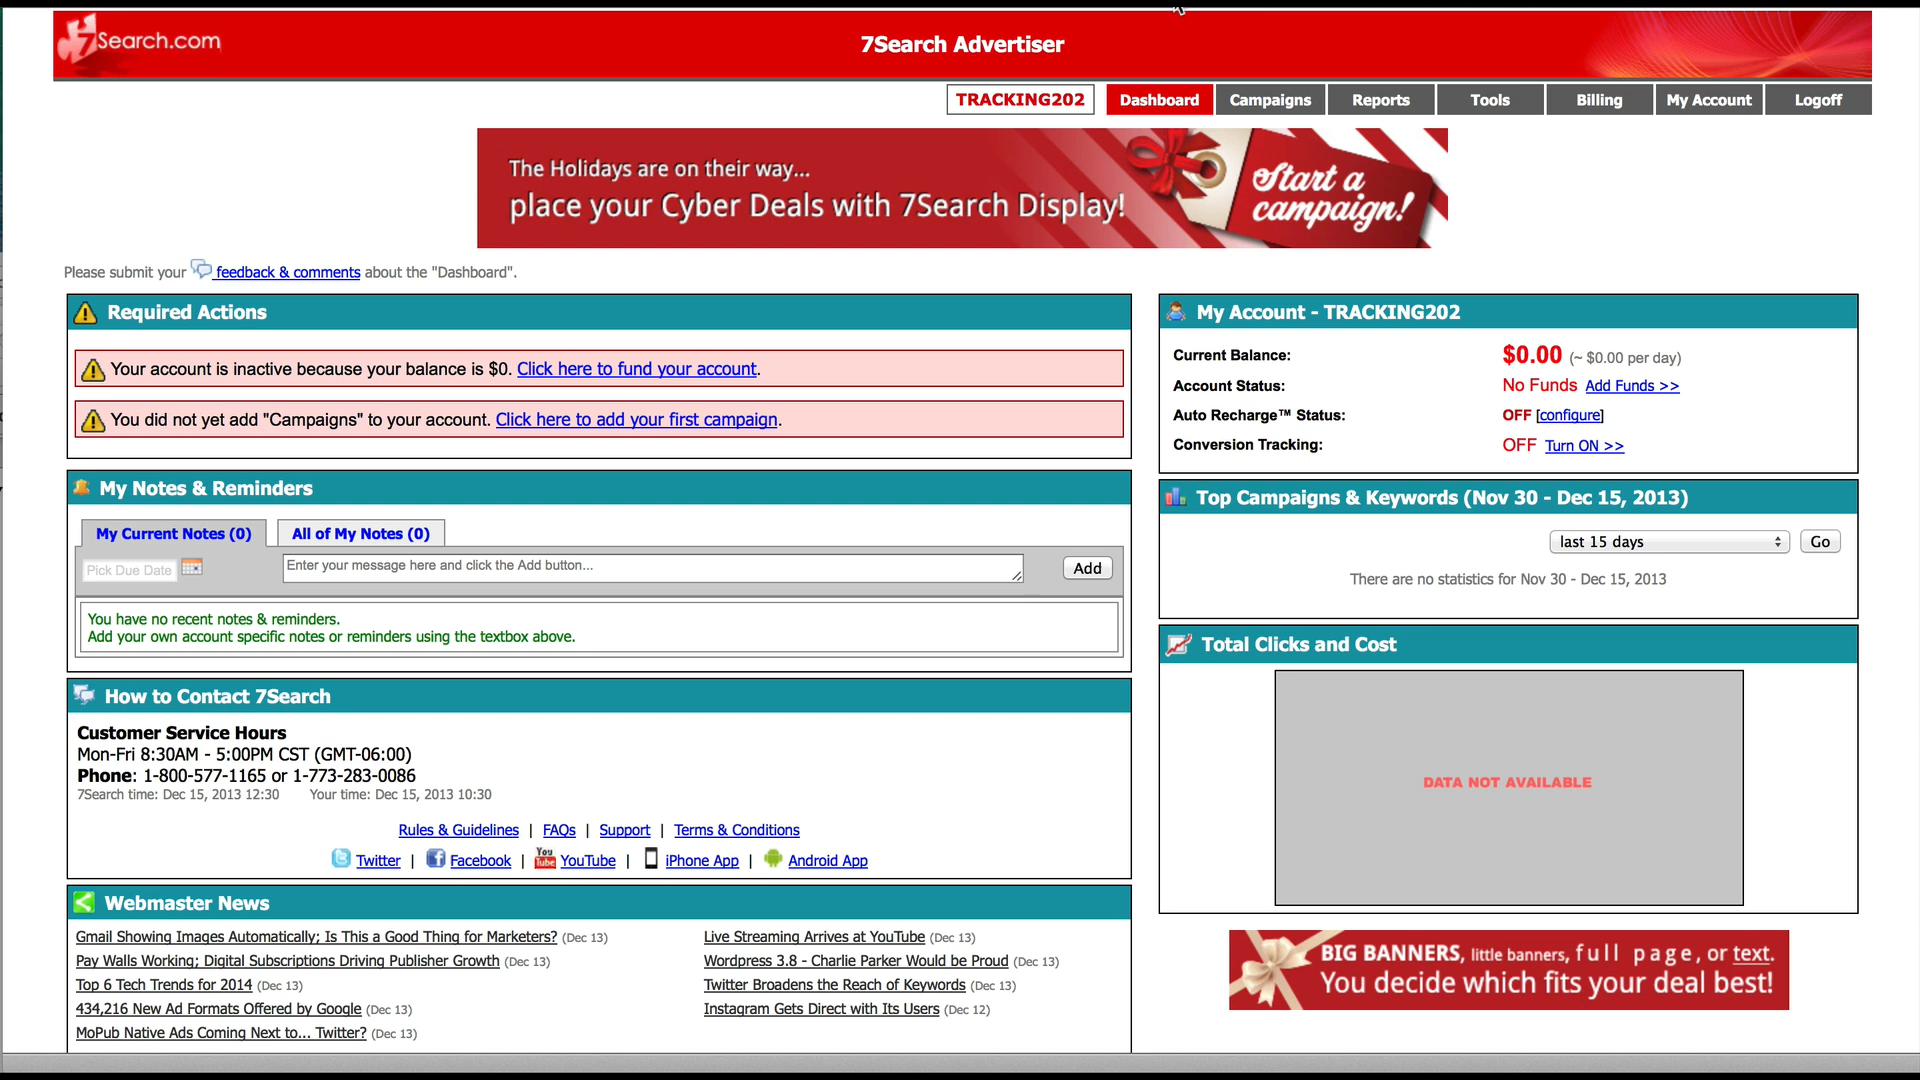 Search.com
7Search Advertiser
TRACKING202
Dashboard
Campaigns
Reports
Tools
Billing
My Account
Logoff
The Holidays are on their way...
place your Cyber Deals with 7Search Display!
Start a
campaign!
Please submit your feedback & comments about the "Dashboard".
Required Actions
Your account is inactive because your balance is $0. Click here to fund your account.
You did not yet add "Campaigns" to your account. Click here to add your first campaign.
My Notes & Reminders
My Current Notes (0)
All of My Notes (0)
Pick Due Date
Enter your message here and click the Add button...
Add
You have no recent notes & reminders.
Add your own account specific notes or reminders using the textbox above.
How to Contact 7Search
Customer Service Hours
Mon-Fri 8:30AM - 5:00PM CST (GMT-06:00)
Phone: 1-800-577-1165 or 1-773-283-0086
7Search time: Dec 15, 2013 12:30 Your time: Dec 15, 2013 10:30
Rules & Guidelines | FAQs | Support | Terms & Conditions
Twitter | Facebook | You Tube YouTube | iPhone App | Android App
Webmaster News
Gmail Showing Images Automatically; Is This a Good Thing for Marketers? (Dec 13)
Pay Walls Working; Digital Subscriptions Driving Publisher Growth (Dec 13)
Top 6 Tech Trends for 2014 (Dec 13)
434,216 New Ad Formats Offered by Google (Dec 13)
MoPub Native Ads Coming Next to... Twitter? (Dec 13)
Live Streaming Arrives at YouTube (Dec 13)
Wordpress 3.8 - Charlie Parker Would be Proud (Dec 13)
Twitter Broadens the Reach of Keywords (Dec 13)
Instagram Gets Direct with Its Users (Dec 12)
My Account - TRACKING202
Current Balance: $0.00 (~ $0.00 per day)
Account Status: No Funds Add Funds >>
Auto Recharge™ Status: OFF [configure]
Conversion Tracking: OFF Turn ON >>
Top Campaigns & Keywords (Nov 30 - Dec 15, 2013)
last 15 days
Go
There are no statistics for Nov 30 - Dec 15, 2013
Total Clicks and Cost
DATA NOT AVAILABLE
BIG BANNERS, little banners, full page, or text.
You decide which fits your deal best!